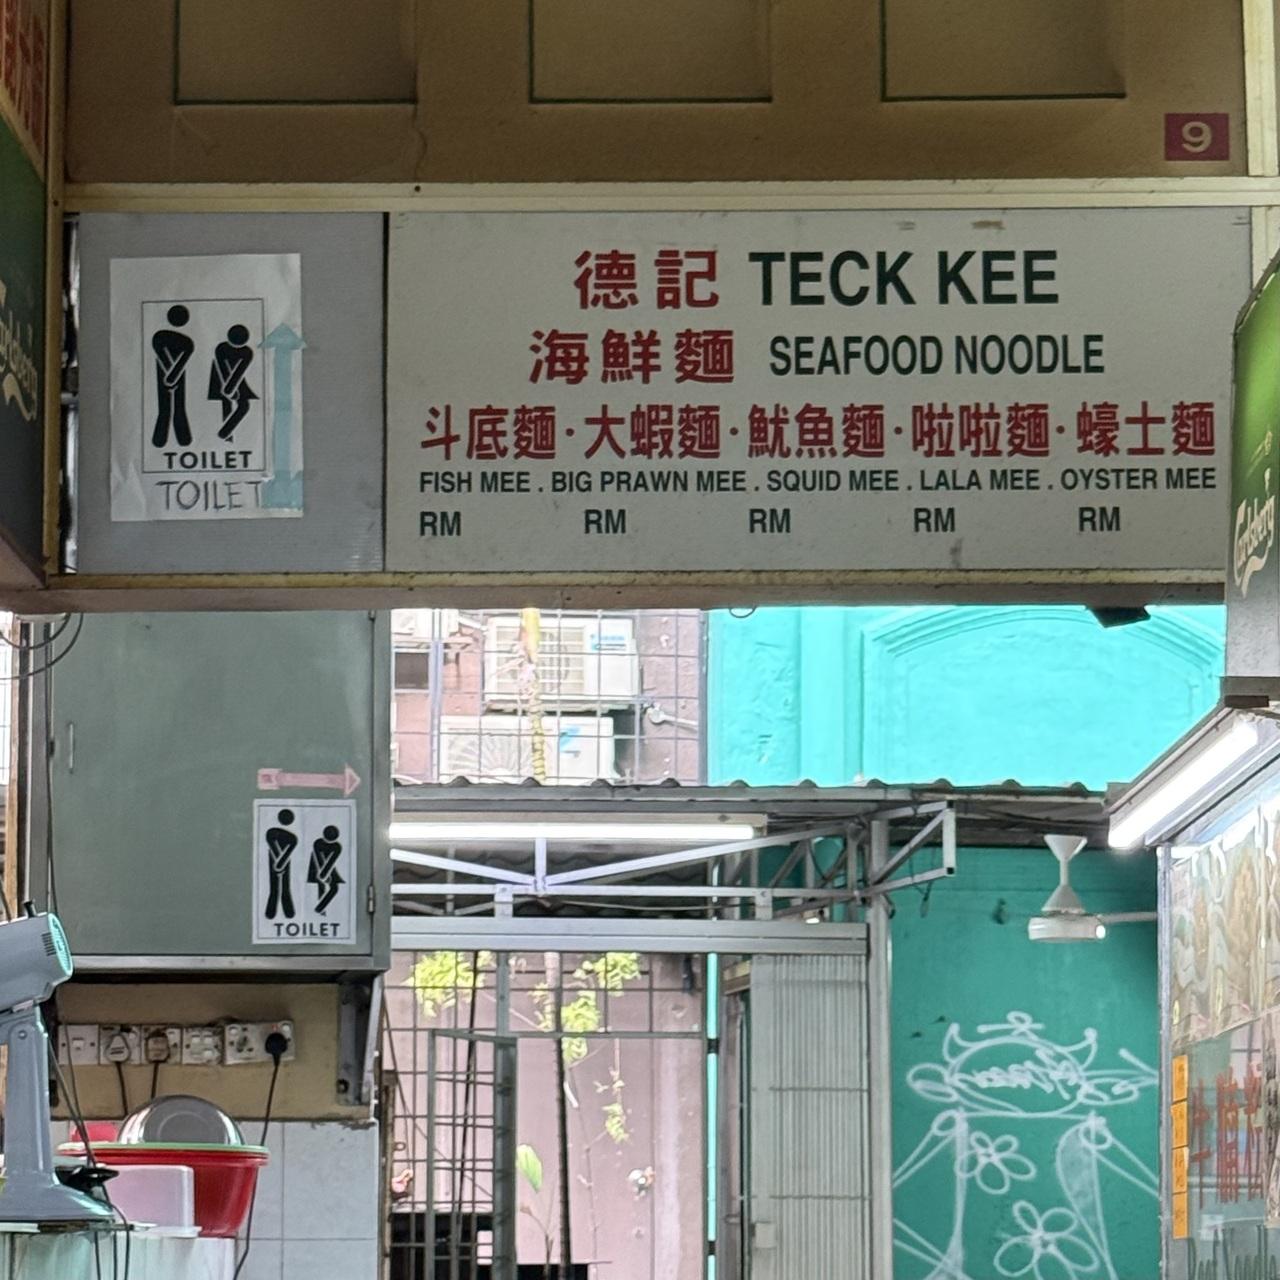 9
德記 TECK KEE
海鮮麵 SEAFOOD NOODLE
斗底麵·大蝦麵·魷魚麵·啦啦麵·蠔士麵
FISH MEE . BIG PRAWN MEE . SQUID MEE . LALA MEE . OYSTER MEE
RM RM RM RM RM
TOILET
TOILET
Carlsberg
Carlsberg
TOILET